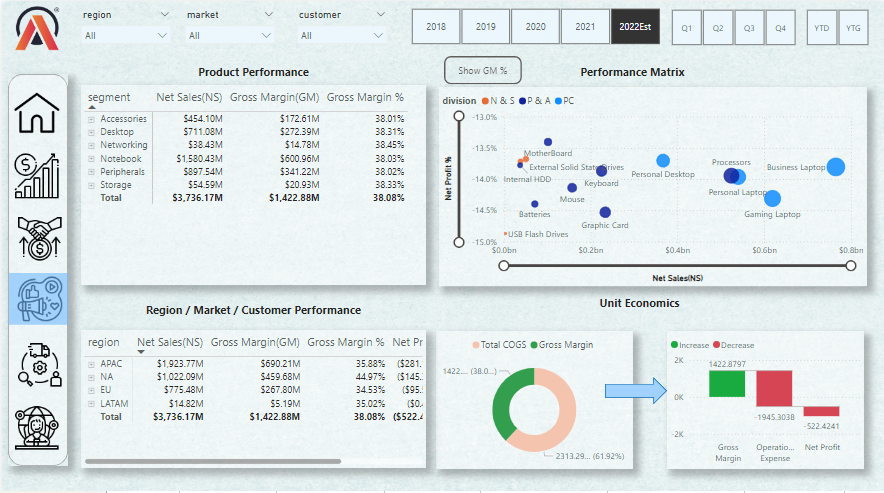 region market customer
All All All
2018 2019 2020 2021 2022Est Q1 Q2 Q3 Q4 YTD YTG
Product Performance
segment Net Sales(NS) Gross Margin(GM) Gross Margin %
Accessories $454.10M $172.61M 38.01%
Desktop $711.08M $272.39M 38.31%
Networking $38.43M $14.78M 38.45%
Notebook $1,580.43M $600.96M 38.03%
Peripherals $897.54M $341.22M 38.02%
Storage $54.59M $20.93M 38.33%
Total $3,736.17M $1,422.88M 38.08%
Show GM %
Performance Matrix
division N & S P & A PC
Net Profit %
-13.0%
-13.5%
-14.0%
-14.5%
-15.0%
MotherBoard
External Solid State Drives
Internal HDD
Keyboard
Mouse
Batteries
Graphic Card
USB Flash Drives
Personal Desktop
Processors
Personal Laptop
Business Laptop
Gaming Laptop
$0.0bn $0.2bn $0.4bn $0.6bn $0.8bn
Net Sales(NS)
Region / Market / Customer Performance
region Net Sales(NS) Gross Margin(GM) Gross Margin % Net Pr
APAC $1,923.77M $690.21M 35.88% ($281.
NA $1,022.09M $459.68M 44.97% ($145.
EU $775.48M $267.80M 34.53% ($95.
LATAM $14.82M $5.19M 35.02% ($0.
Total $3,736.17M $1,422.88M 38.08% ($522.4
Unit Economics
Total COGS Gross Margin
1422.... (38.0...)
2313.29... (61.92%)
Increase Decrease
2K
0K
-2K
1422.8797
-1945.3038
-522.4241
Gross Margin
Operatio... Expense
Net Profit